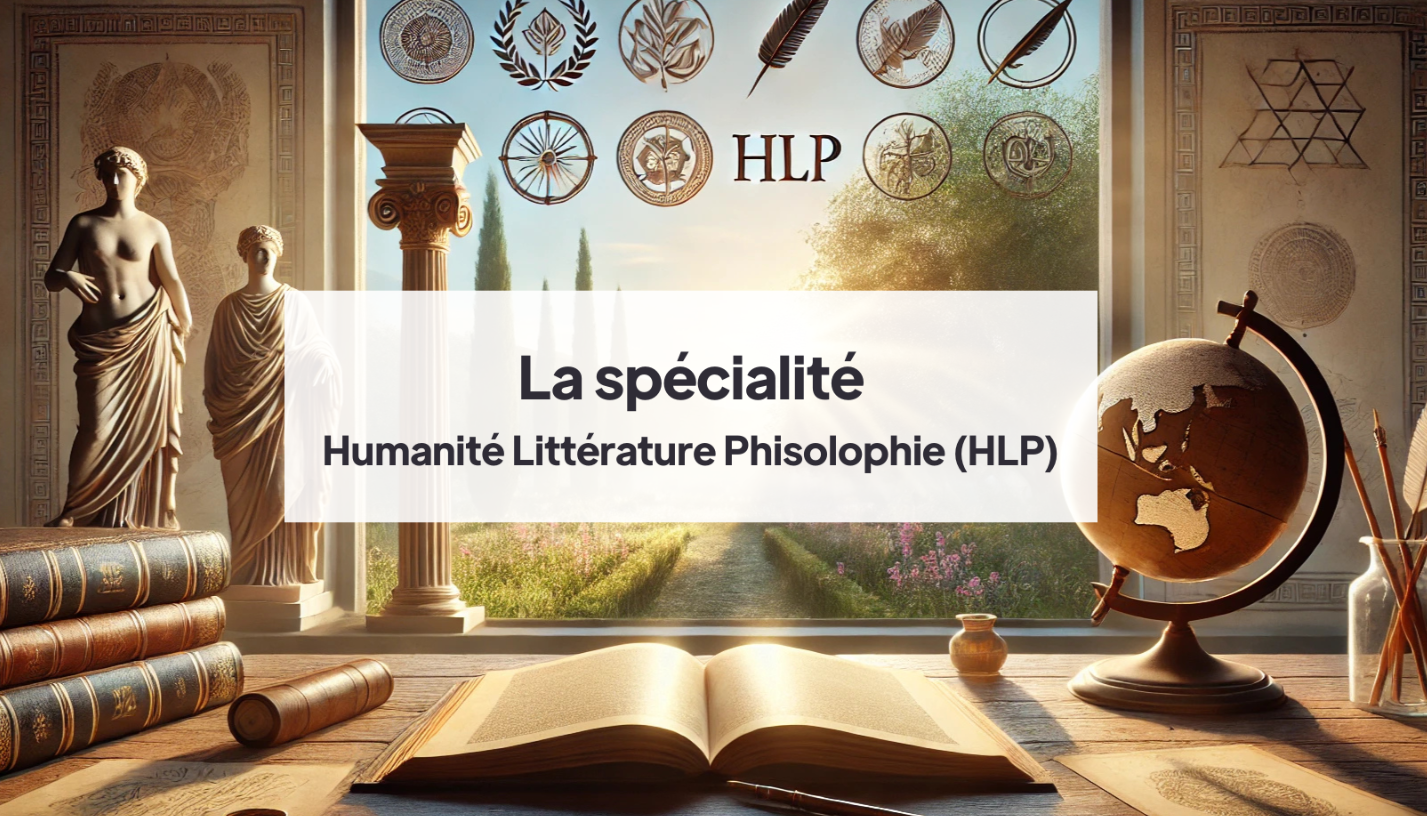 HLP
La spécialité
Humanité Littérature Phisolophie (HLP)